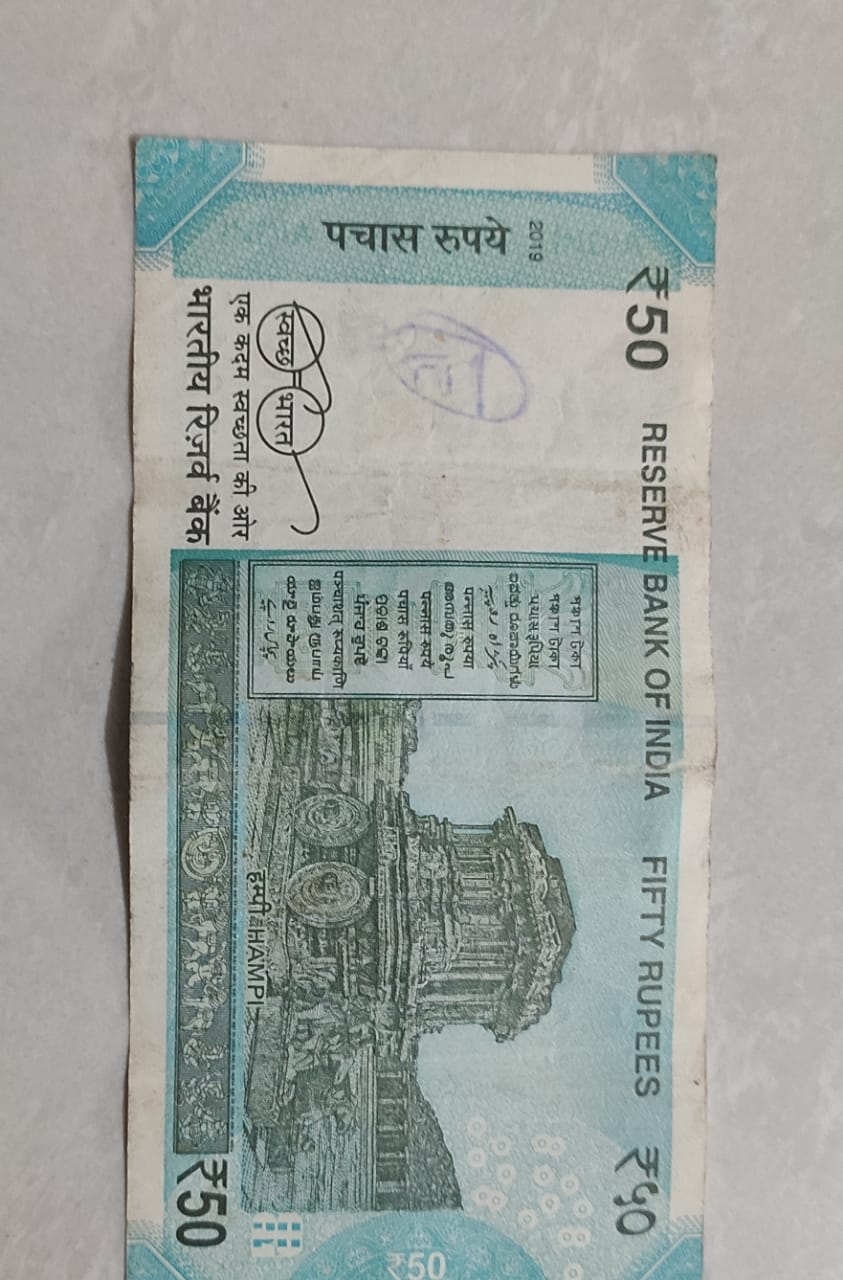 ₹50 RESERVE BANK OF INDIA FIFTY RUPEES ₹५०
2019
पचास रुपये
পঞ্চাশ টকা
পঞ্চাশ টাকা
પચાસ રૂપિયા
ಐವತ್ತು ರೂಪಾಯಿಗಳು
پَنٛژاہ رۄپیہِ
पन्नास रुपया
അമ്പതു രൂപ
पन्नास रुपये
पचास रूपियाँ
ପଚାଶ ଟଙ୍କା
ਪੰਜਾਹ ਰੁਪਏ
पञ्चाशत् रूप्यकाणि
ஐம்பது ரூபாய்
యాభై రూపాయలు
پچاس روپے
₹50
हम्पी HAMPI
स्वच्छ भारत
एक कदम स्वच्छता की ओर
भारतीय रिज़र्व बैंक
₹50